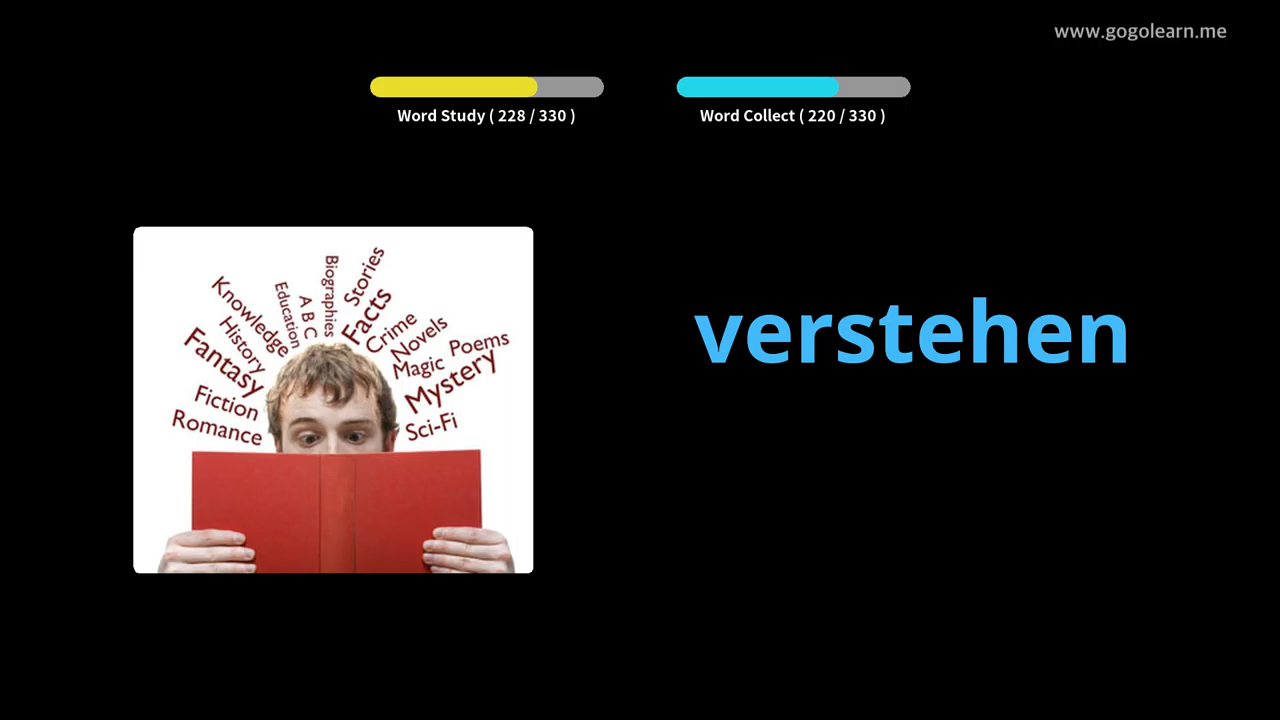 www.gogolearn.me
Word Study ( 228 / 330 )
Word Collect ( 220 / 330 )
verstehen
Biographies
Stories
Education
A B C
Facts
Knowledge
Crime
History
Novels
Poems
Fantasy
Magic
Mystery
Fiction
Romance
Sci-Fi